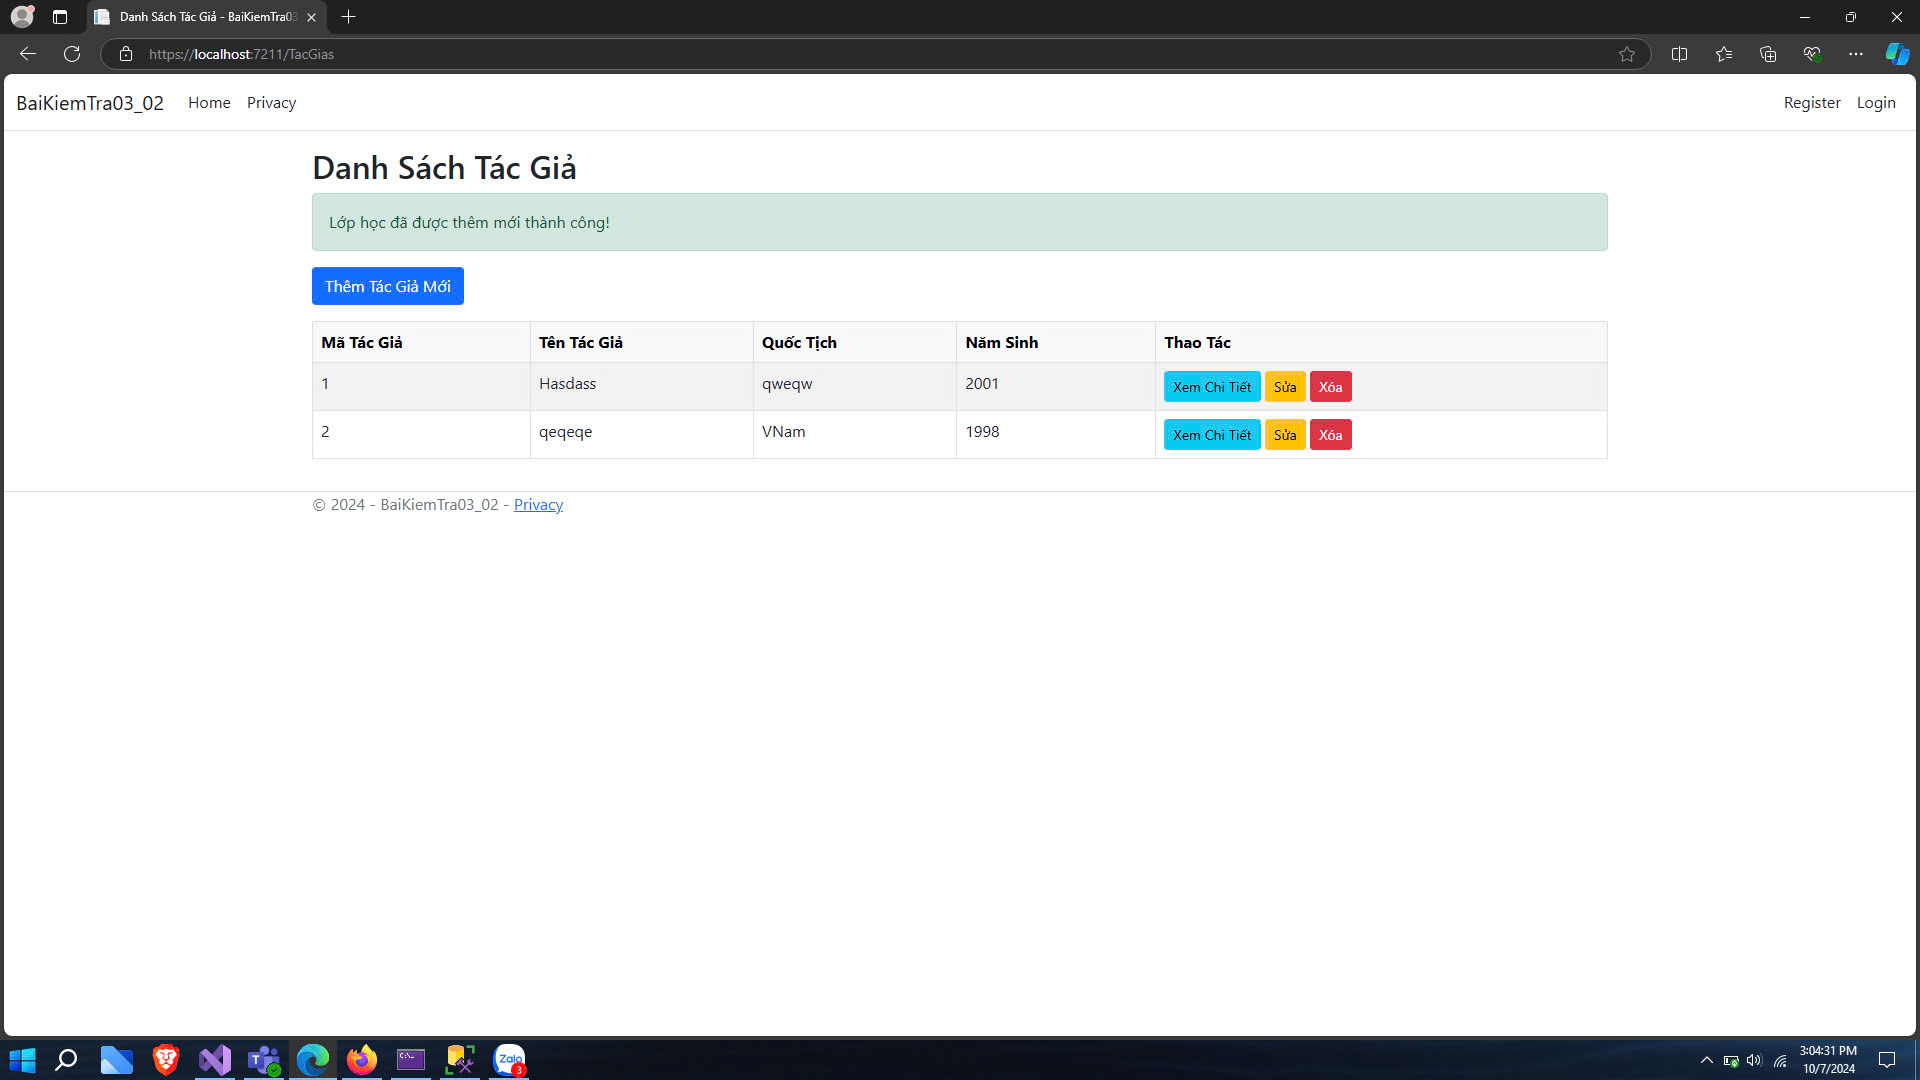 Danh Sách Tác Giả - BaiKiemTra03
https://localhost:7211/TacGias
BaiKiemTra03_02 Home Privacy Register Login
Danh Sách Tác Giả
Lớp học đã được thêm mới thành công!
Thêm Tác Giả Mới
Mã Tác Giả Tên Tác Giả Quốc Tịch Năm Sinh Thao Tác
1 Hasdass qweqw 2001 Xem Chi Tiết Sửa Xóa
2 qeqeqe VNam 1998 Xem Chi Tiết Sửa Xóa
© 2024 - BaiKiemTra03_02 - Privacy
Zalo
3
3:04:31 PM
10/7/2024